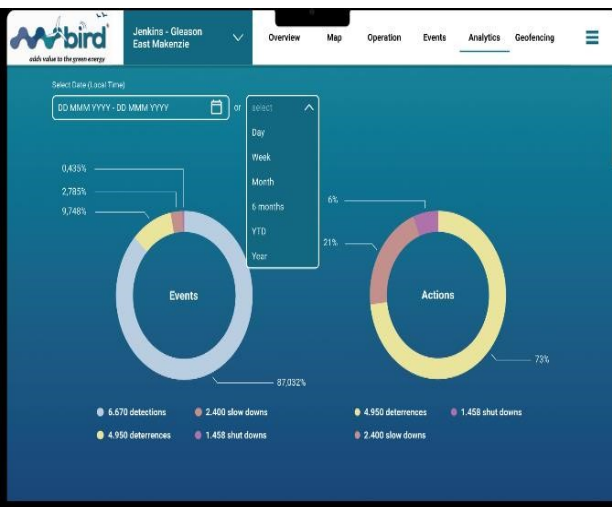 bird
adds value to the green energy
Jenkins - Gleason
East Makenzie
Overview
Map
Operation
Events
Analytics
Geofencing
Select Date (Local Time)
DD MMM YYYY - DD MMM YYYY
or
select
Day
Week
Month
6 months
YTD
Year
0,435%
2,785%
9,748%
Events
87,032%
6.670 detections
2.400 slow downs
4.950 deterrences
1.458 shut downs
6%
21%
Actions
73%
4.950 deterrences
1.458 shut downs
2.400 slow downs